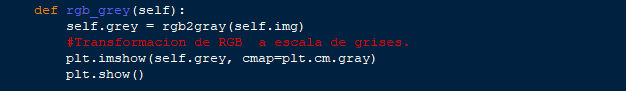 def rgb_grey(self):
self.grey = rgb2gray(self.img)
#Transformacion de RGB  a escala de grises.
plt.imshow(self.grey, cmap=plt.cm.gray)
plt.show()